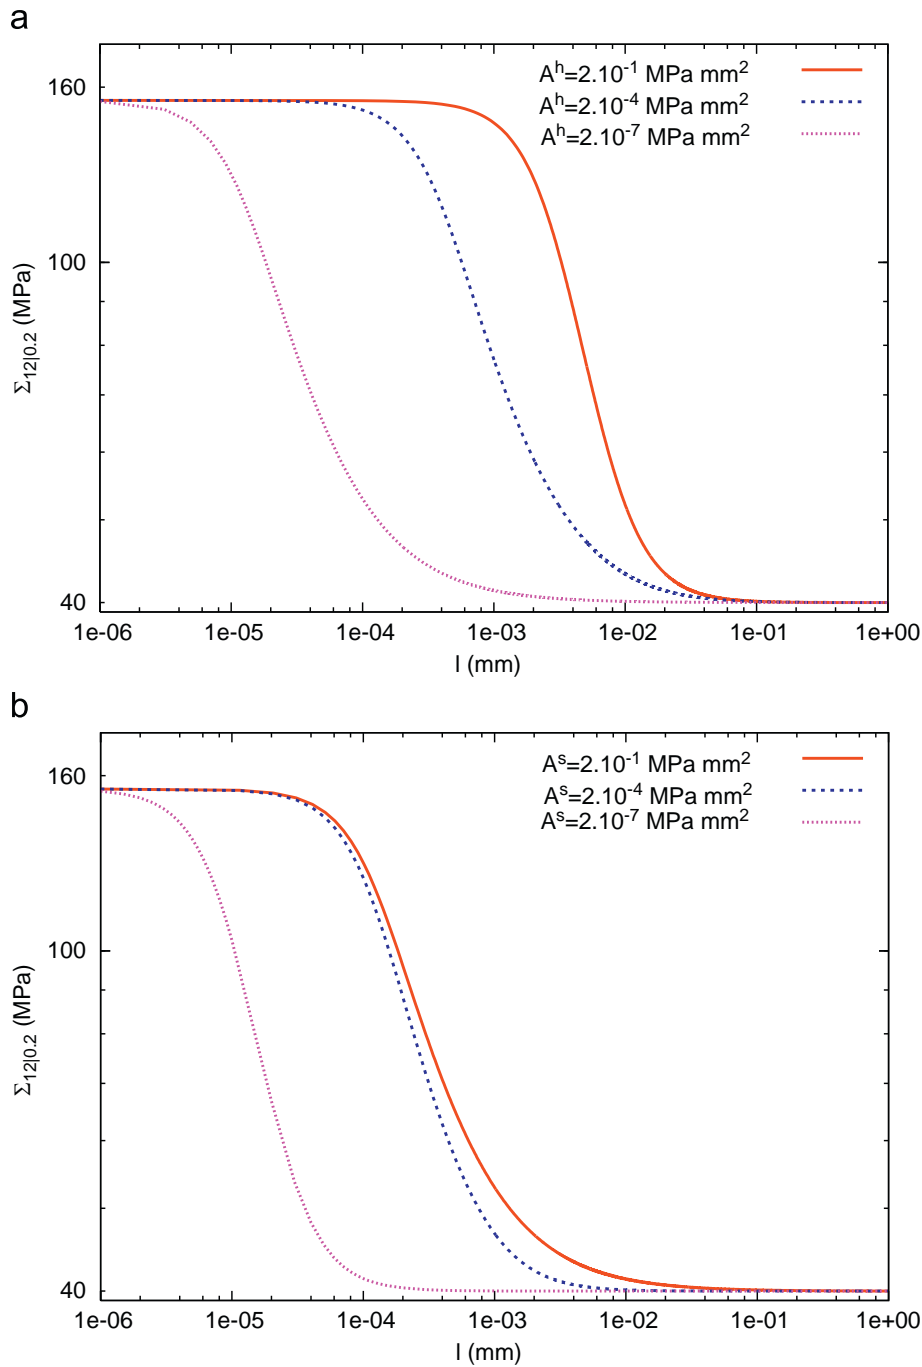 a
A^h=2.10^-1 MPa mm^2
A^h=2.10^-4 MPa mm^2
A^h=2.10^-7 MPa mm^2
160
100
40
Σ_12|0.2 (MPa)
1e-06 1e-05 1e-04 1e-03 1e-02 1e-01 1e+00
l (mm)
b
A^s=2.10^-1 MPa mm^2
A^s=2.10^-4 MPa mm^2
A^s=2.10^-7 MPa mm^2
160
100
40
Σ_12|0.2 (MPa)
1e-06 1e-05 1e-04 1e-03 1e-02 1e-01 1e+00
l (mm)